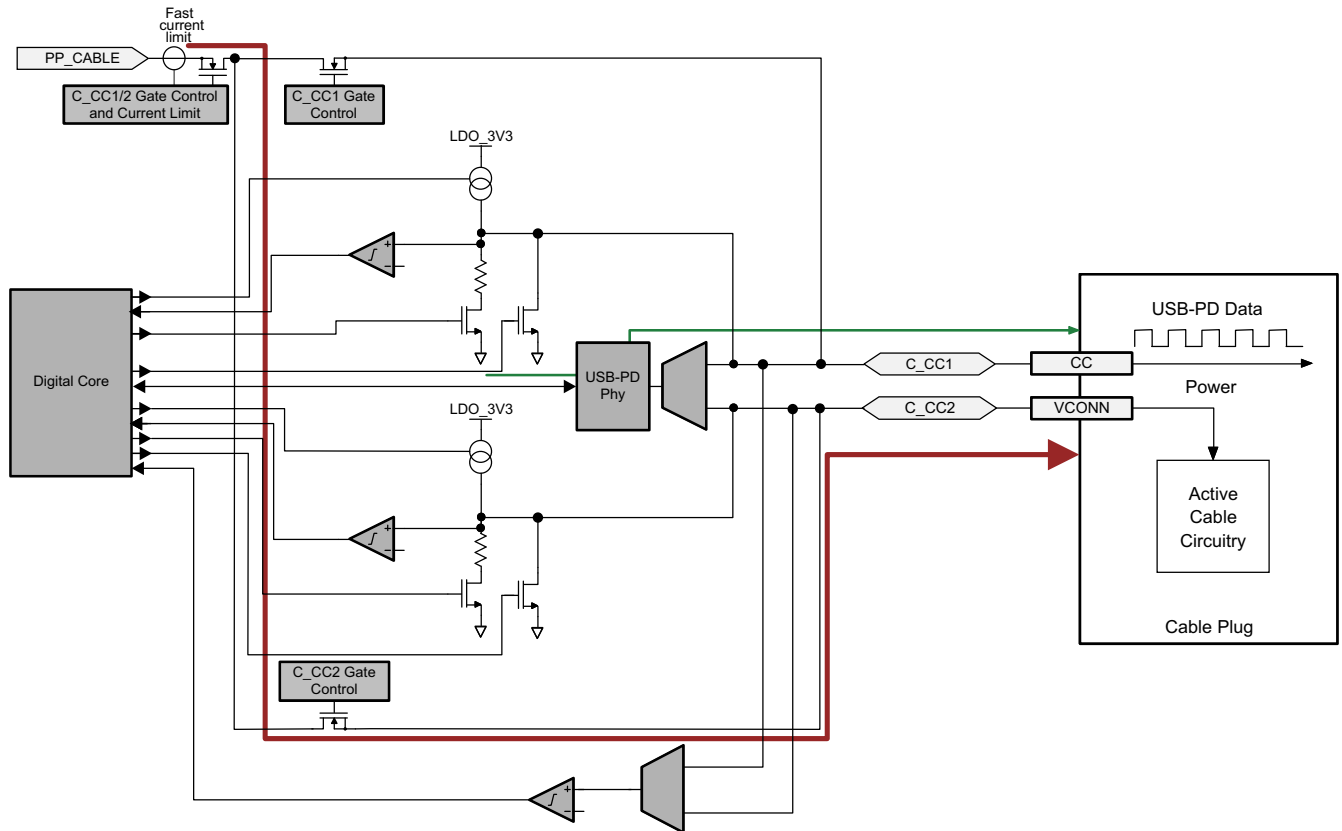 Fast
current
limit
PP_CABLE
C_CC1/2 Gate Control
and Current Limit
C_CC1 Gate
Control
LDO_3V3
+
−
Digital Core
USB-PD
Phy
C_CC1
CC
USB-PD Data
Power
LDO_3V3
C_CC2
VCONN
+
−
Active
Cable
Circuitry
Cable Plug
C_CC2 Gate
Control
+
−